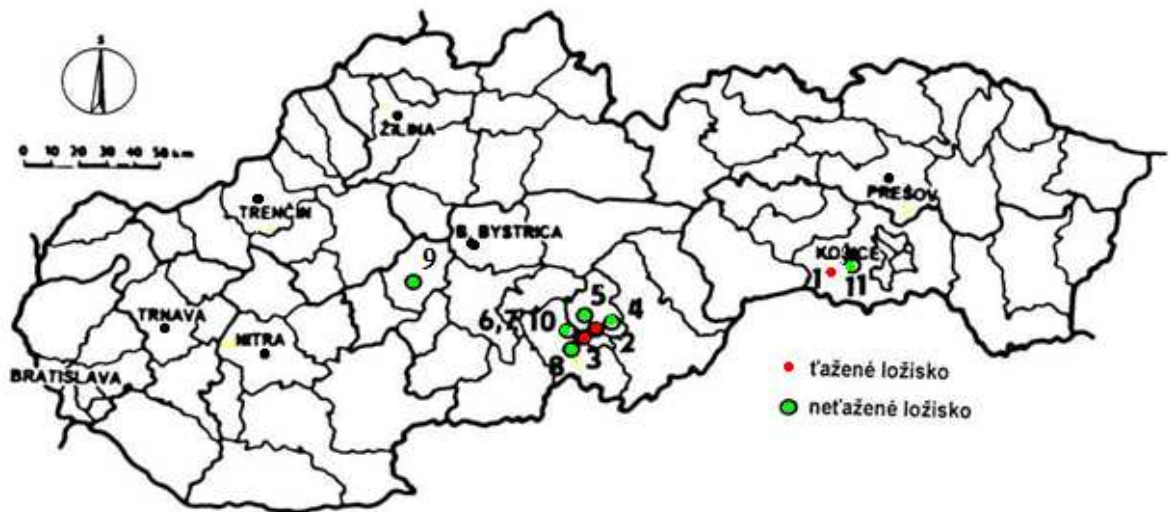 S
0 10 20 30 40 50 km
ŽILINA
TRENČÍN
PREŠOV
B. BYSTRICA
KOŠICE
9
1
11
5
4
6,7 10
2
TRNAVA
NITRA
8
3
BRATISLAVA
ťažené ložisko
neťažené ložisko